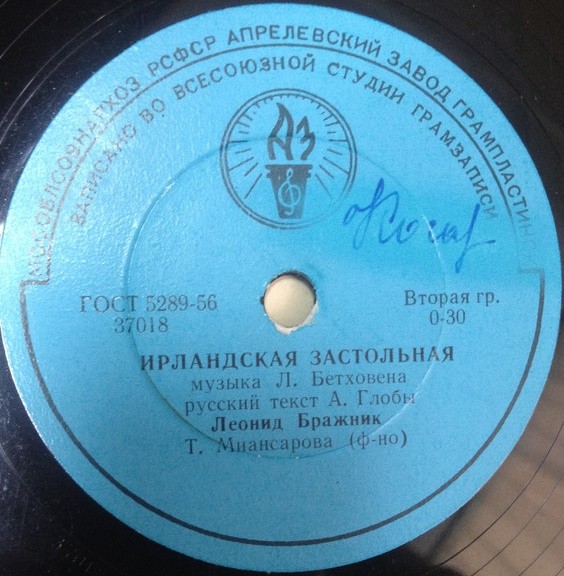 МОСОБЛСОВНАРХОЗ РСФСР АПРЕЛЕВСКИЙ ЗАВОД ГРАМПЛАСТИНОК
ЗАПИСАНО ВО ВСЕСОЮЗНОЙ СТУДИИ ГРАМЗАПИСИ
АЗ
ГОСТ 5289-56
37018
Вторая гр.
0-30
ИРЛАНДСКАЯ ЗАСТОЛЬНАЯ
музыка Л. Бетховена
русский текст А. Глобы
Леонид Бражник
Т. Миансарова (ф-но)